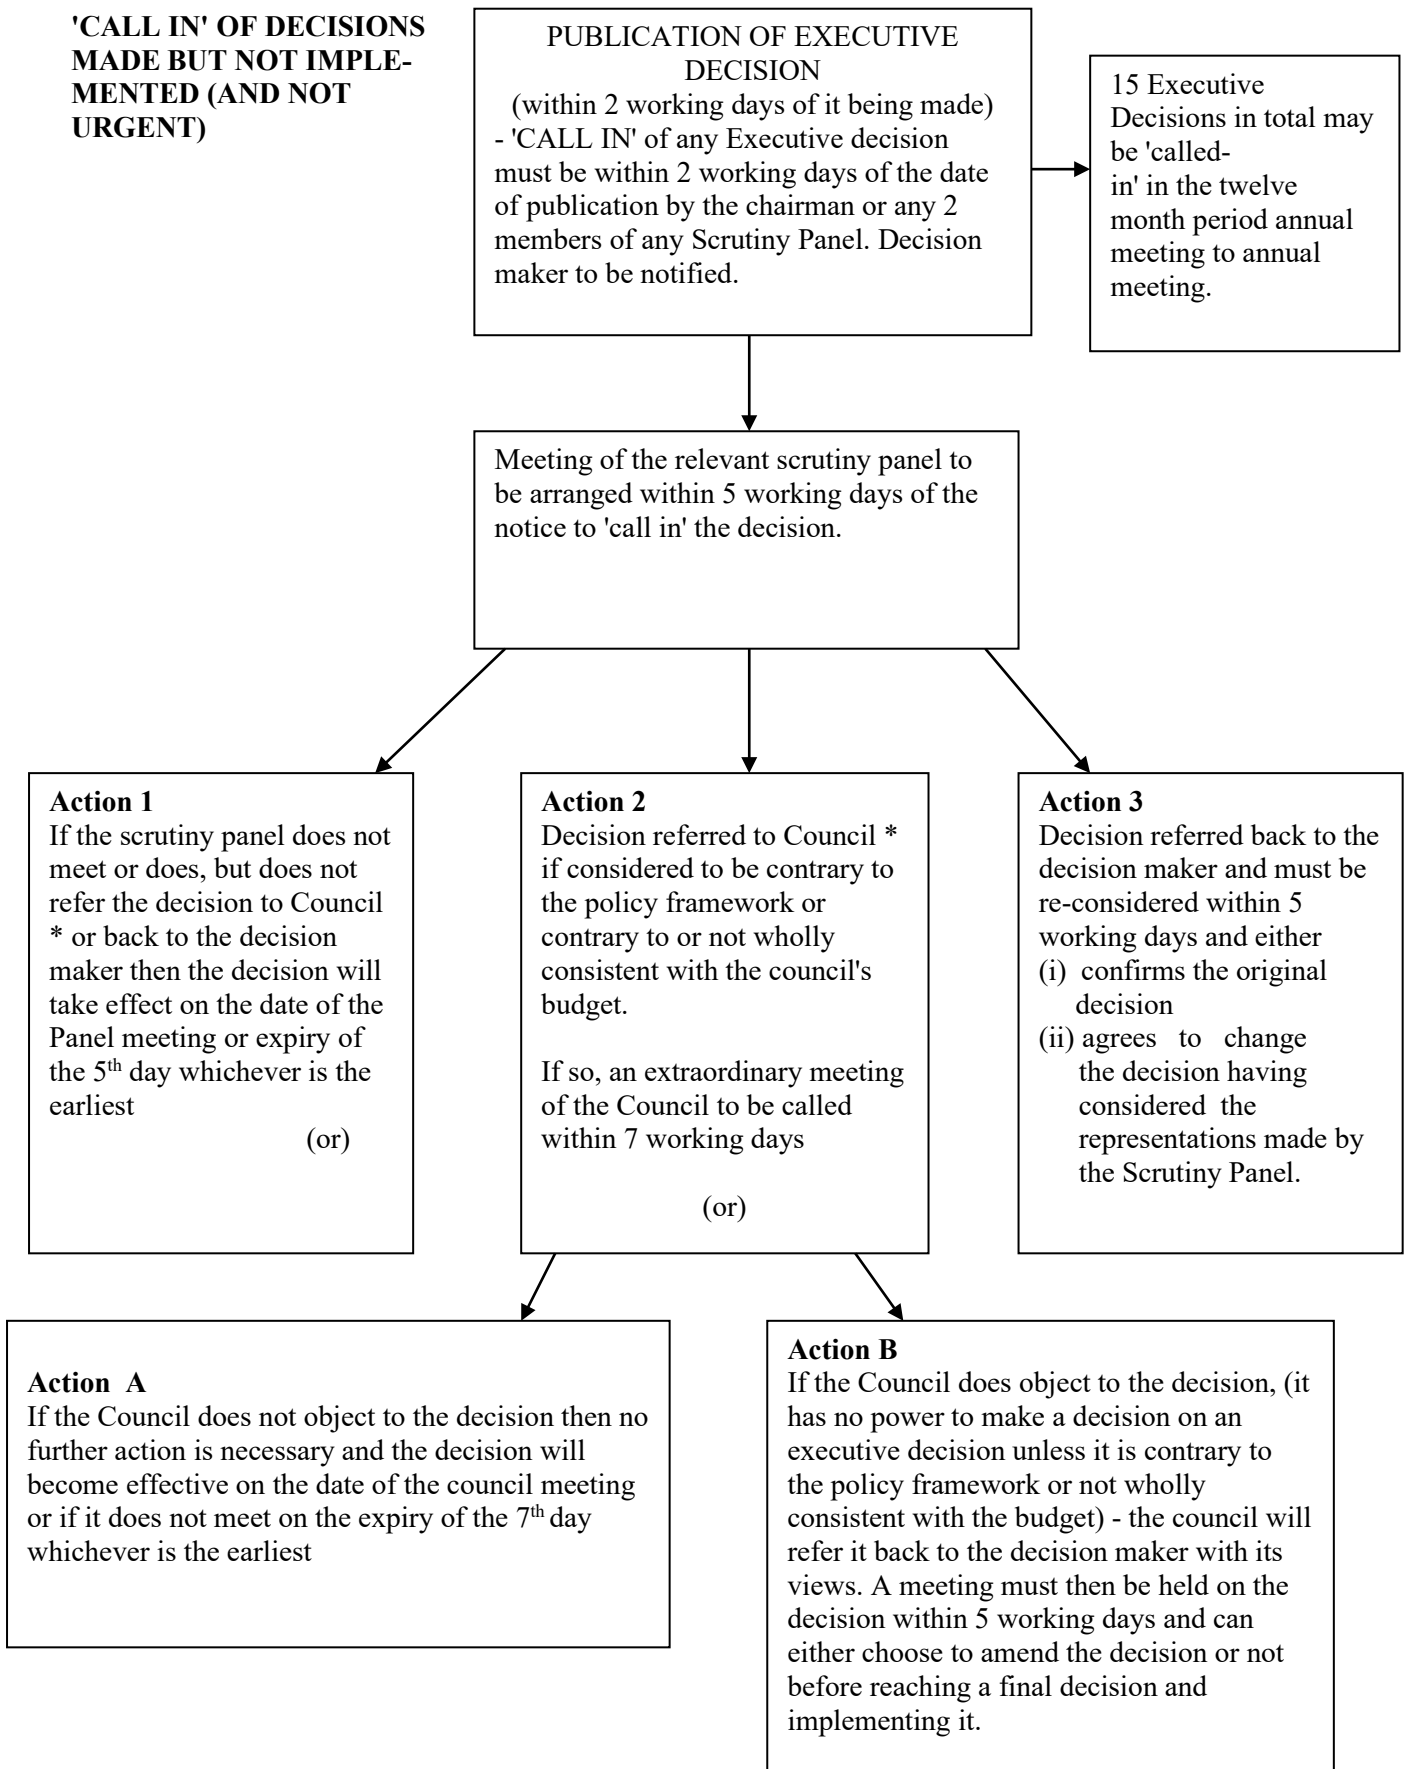 'CALL IN' OF DECISIONS
MADE BUT NOT IMPLE-
MENTED (AND NOT
URGENT)
PUBLICATION OF EXECUTIVE
DECISION
(within 2 working days of it being made)
- 'CALL IN' of any Executive decision
must be within 2 working days of the date
of publication by the chairman or any 2
members of any Scrutiny Panel. Decision
maker to be notified.
15 Executive
Decisions in total may
be 'called-
in' in the twelve
month period annual
meeting to annual
meeting.
Meeting of the relevant scrutiny panel to
be arranged within 5 working days of the
notice to 'call in' the decision.
Action 1
If the scrutiny panel does not
meet or does, but does not
refer the decision to Council
* or back to the decision
maker then the decision will
take effect on the date of the
Panel meeting or expiry of
the 5th day whichever is the
earliest
(or)
Action 2
Decision referred to Council *
if considered to be contrary to
the policy framework or
contrary to or not wholly
consistent with the council's
budget.
If so, an extraordinary meeting
of the Council to be called
within 7 working days
(or)
Action 3
Decision referred back to the
decision maker and must be
re-considered within 5
working days and either
(i) confirms the original
decision
(ii) agrees to change
the decision having
considered the
representations made by
the Scrutiny Panel.
Action A
If the Council does not object to the decision then no
further action is necessary and the decision will
become effective on the date of the council meeting
or if it does not meet on the expiry of the 7th day
whichever is the earliest
Action B
If the Council does object to the decision, (it
has no power to make a decision on an
executive decision unless it is contrary to
the policy framework or not wholly
consistent with the budget) - the council will
refer it back to the decision maker with its
views. A meeting must then be held on the
decision within 5 working days and can
either choose to amend the decision or not
before reaching a final decision and
implementing it.